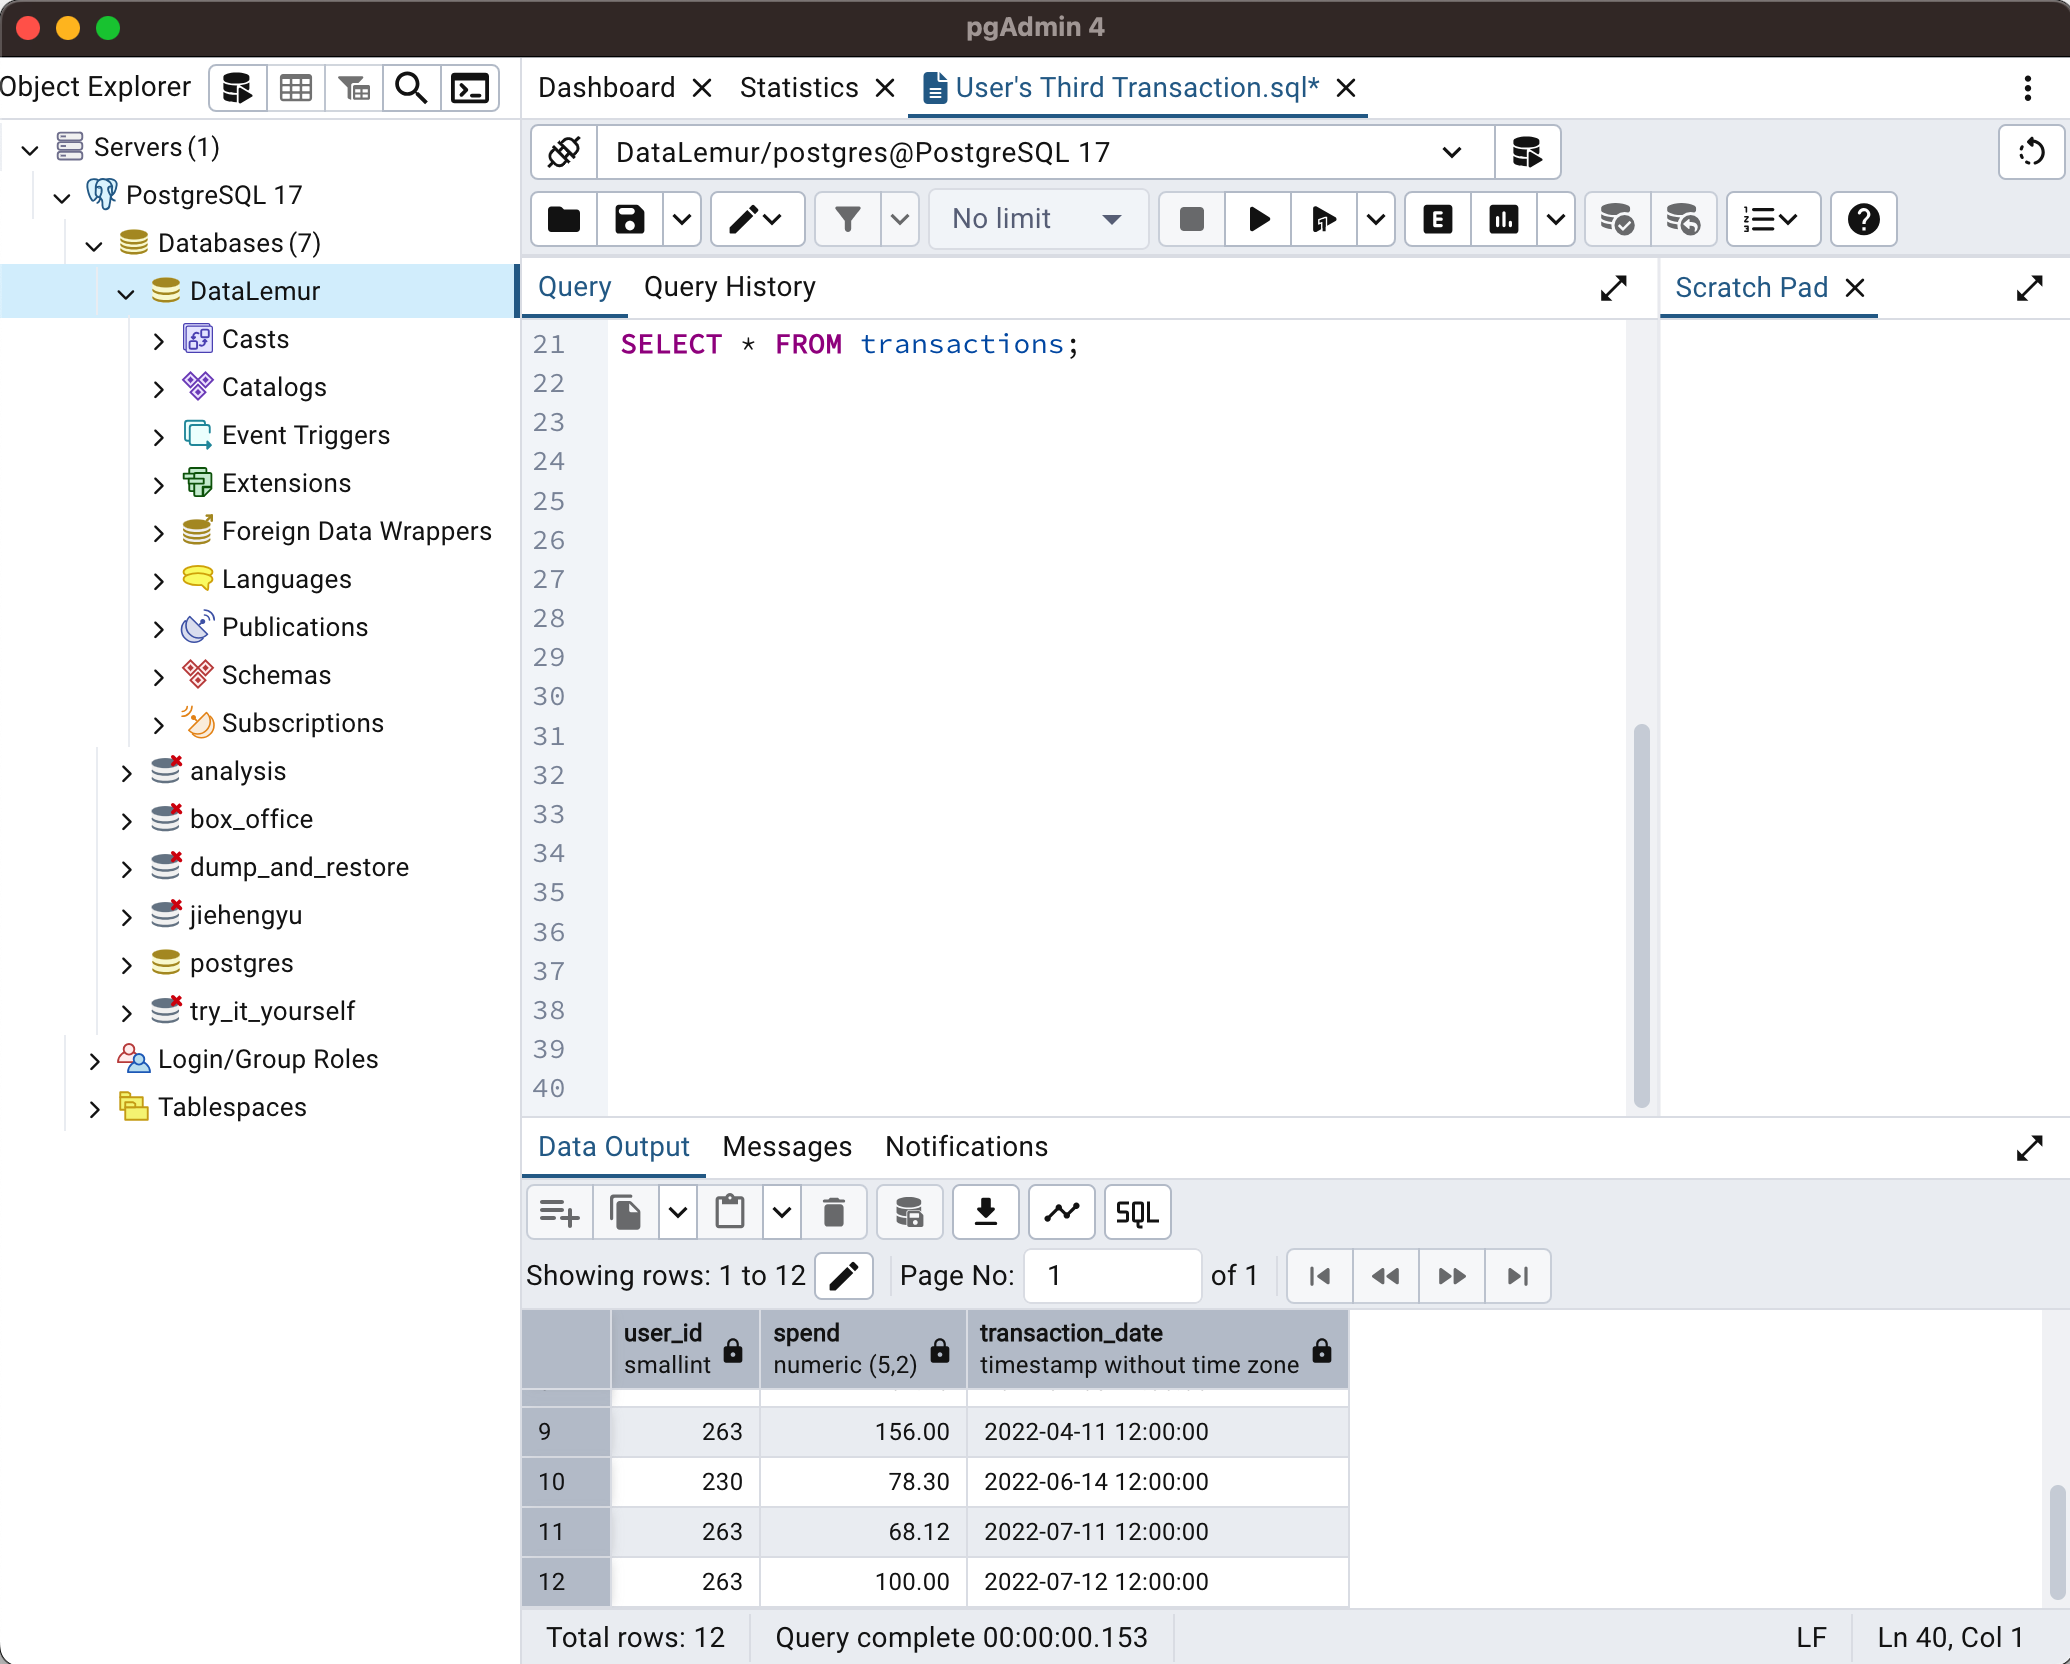 pgAdmin 4
Object Explorer
Servers (1)
PostgreSQL 17
Databases (7)
DataLemur
Casts
Catalogs
Event Triggers
Extensions
Foreign Data Wrappers
Languages
Publications
Schemas
Subscriptions
analysis
box_office
dump_and_restore
jiehengyu
postgres
try_it_yourself
Login/Group Roles
Tablespaces
Dashboard Statistics User's Third Transaction.sql*
DataLemur/postgres@PostgreSQL 17
No limit E
Query Query History Scratch Pad
21 SELECT * FROM transactions;
22
23
24
25
26
27
28
29
30
31
32
33
34
35
36
37
38
39
40
Data Output Messages Notifications
SQL
Showing rows: 1 to 12 Page No: 1 of 1
user_id spend transaction_date
smallint numeric (5,2) timestamp without time zone
9 263 156.00 2022-04-11 12:00:00
10 230 78.30 2022-06-14 12:00:00
11 263 68.12 2022-07-11 12:00:00
12 263 100.00 2022-07-12 12:00:00
Total rows: 12 Query complete 00:00:00.153 LF Ln 40, Col 1